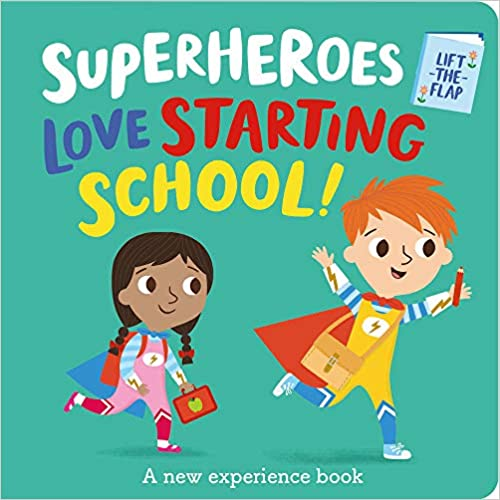 SUPERHEROES
LOVE STARTING
SCHOOL!
LIFT
-THE-
FLAP
A new experience book